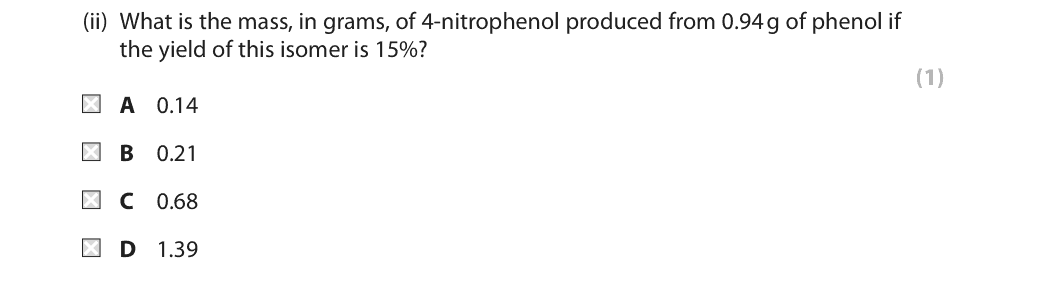 (ii) What is the mass, in grams, of 4-nitrophenol produced from 0.94 g of phenol if
the yield of this isomer is 15%?
(1)
A 0.14
B 0.21
C 0.68
D 1.39